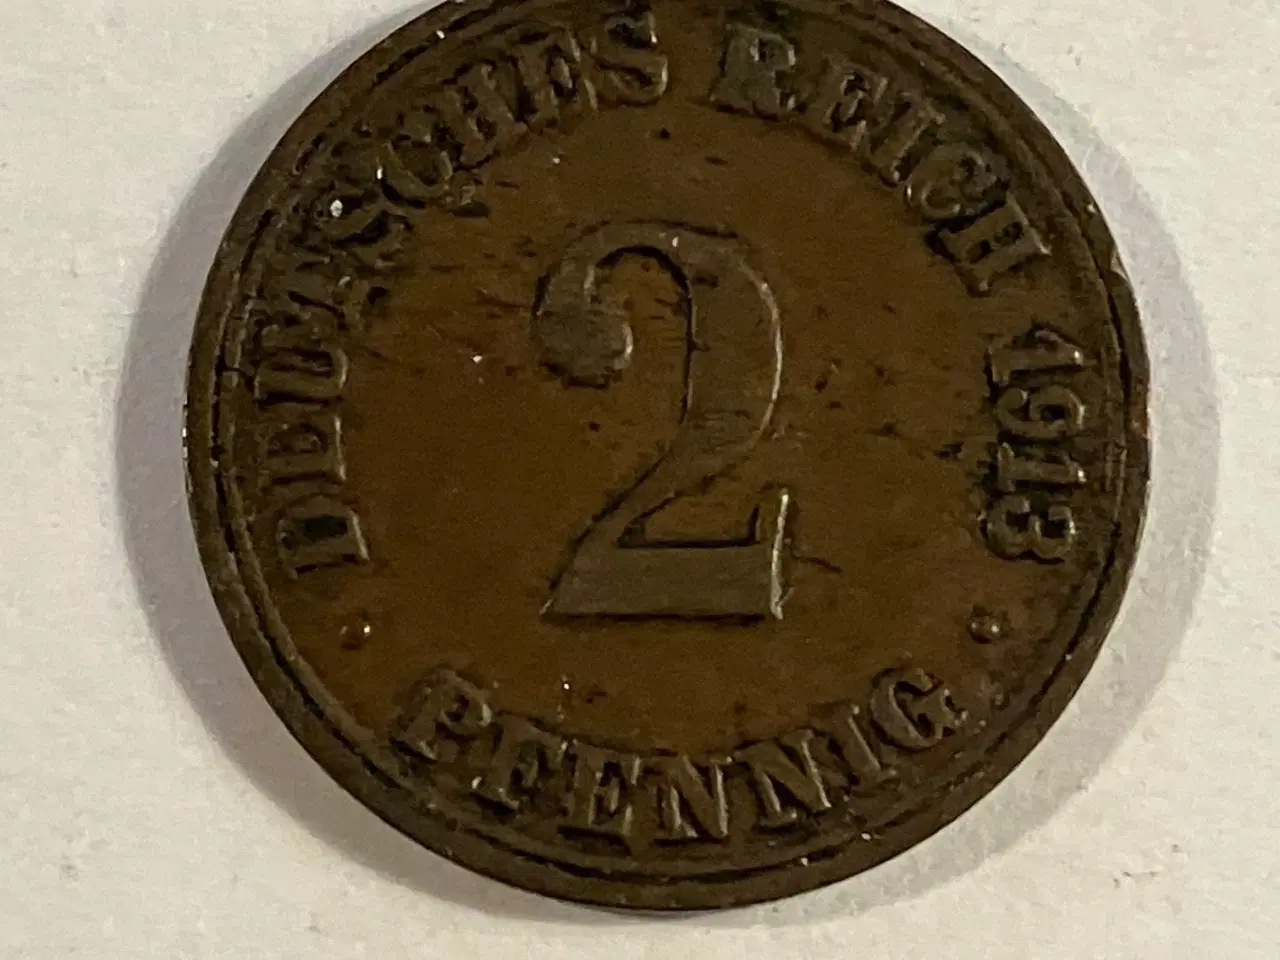 DEUTSCHES REICH 1913
2
· PFENNIG ·